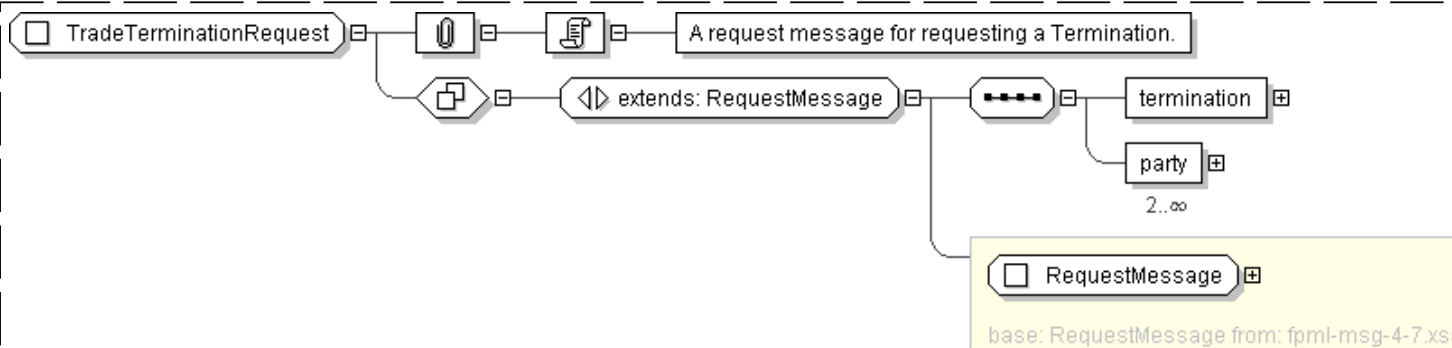 TradeTerminationRequest
A request message for requesting a Termination.
extends: RequestMessage
termination
party
2..∞
RequestMessage
base: RequestMessage from: fpml-msg-4-7.xs